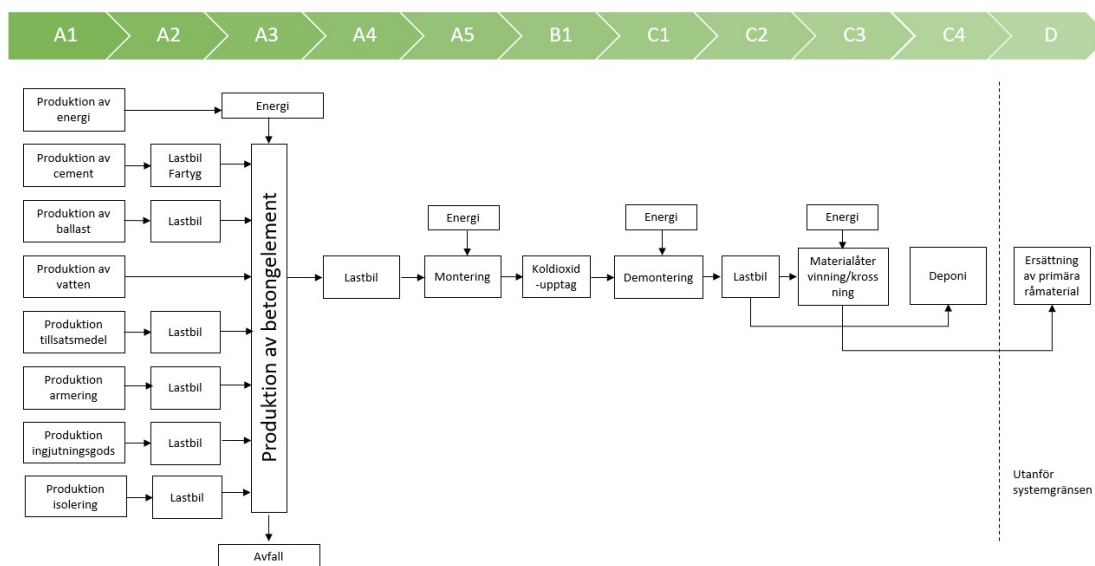 A1
A2
A3
A4
A5
B1
C1
C2
C3
C4
D
Produktion av
energi
Energi
Produktion av
cement
Lastbil
Fartyg
Produktion av
ballast
Lastbil
Produktion av
vatten
Produktion
tillsatsmedel
Lastbil
Produktion
armering
Lastbil
Produktion
ingjutningsgods
Lastbil
Produktion
isolering
Lastbil
Produktion av betongelement
Avfall
Lastbil
Energi
Montering
Koldioxid
-upptag
Energi
Demontering
Lastbil
Energi
Materialåter
vinning/kross
ning
Deponi
Ersättning
av primära
råmaterial
Utanför
systemgränsen